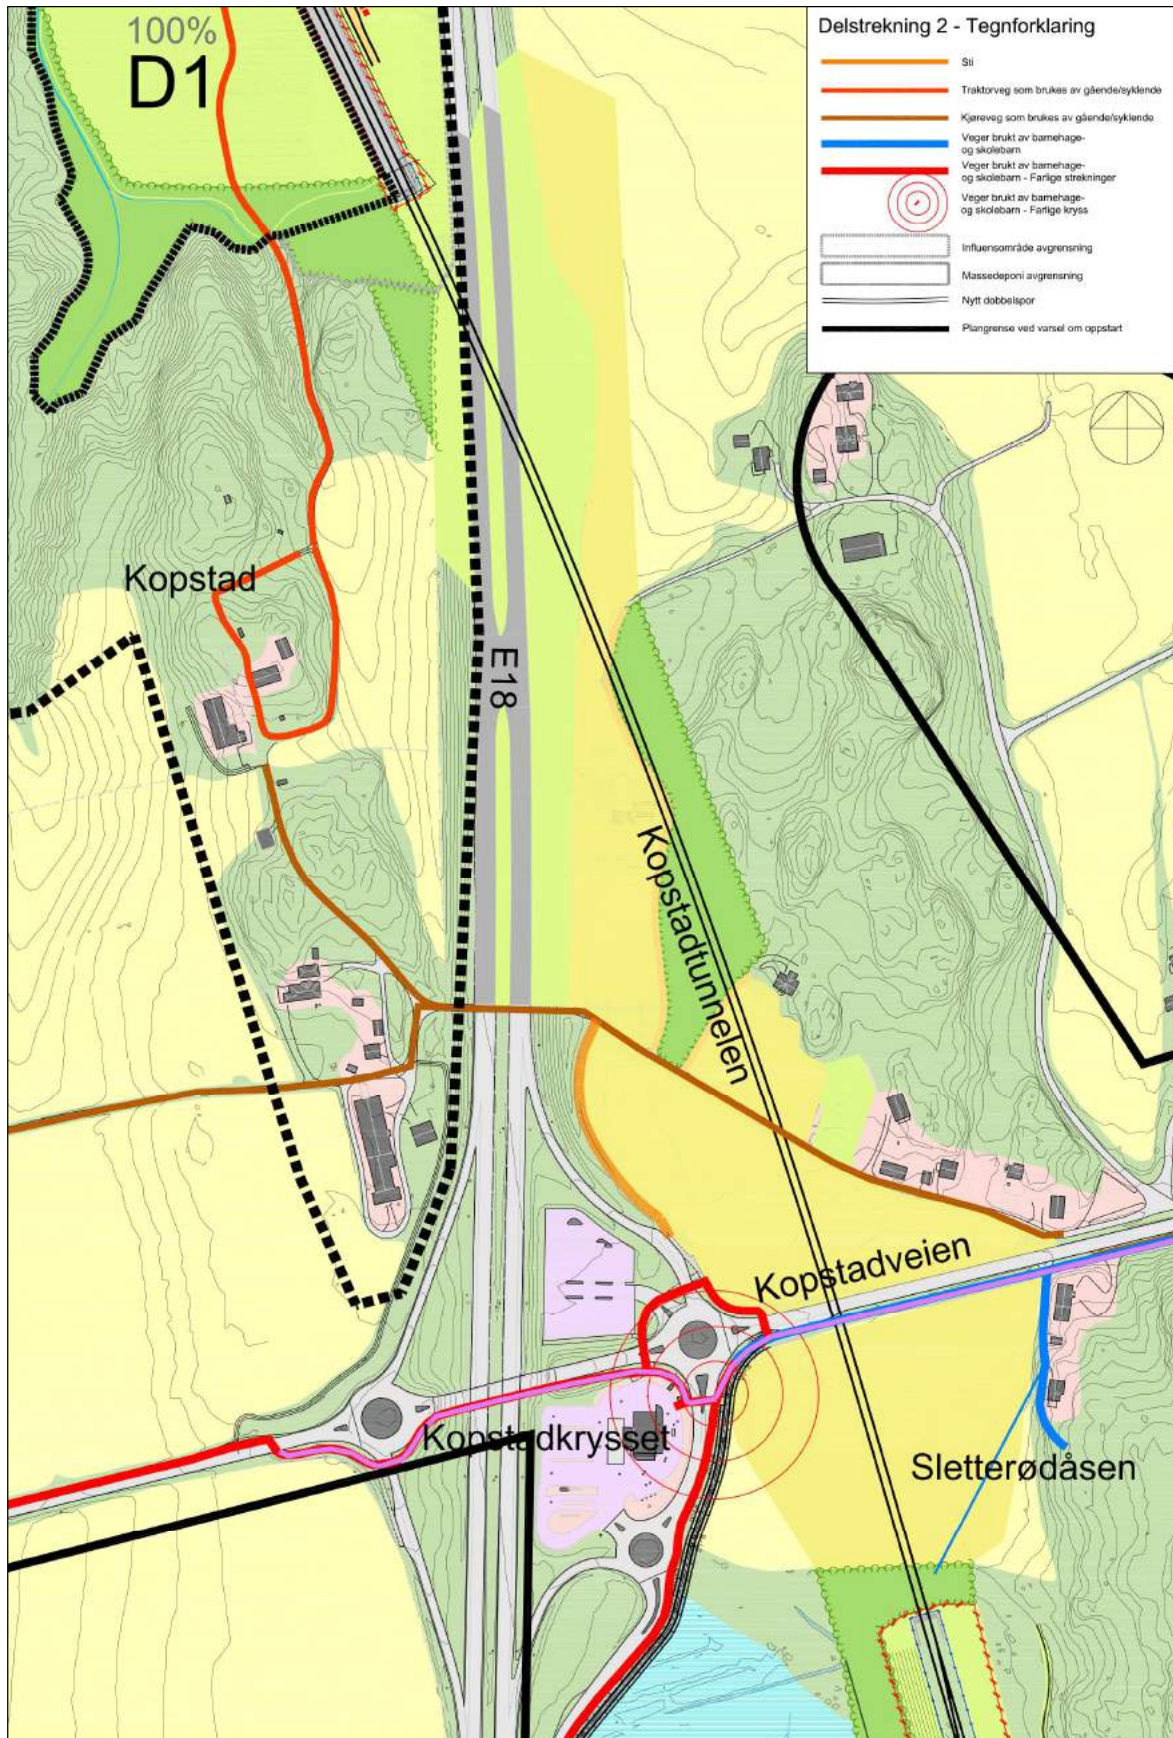 100%
D1
Delstrekning 2 - Tegnforklaring
Sti
Traktorveg som brukes av gående/syklende
Kjøreveg som brukes av gående/syklende
Veger brukt av barnehage-
og skolebarn
Veger brukt av barnehage-
og skolebarn - Farlige strekninger
Veger brukt av barnehage-
og skolebarn - Farlige kryss
Influensområde avgrensning
Massedeponi avgrensning
Nytt dobbelspor
Plangrense ved varsel om oppstart
Kopstad
E18
Kopstadtunnelen
Kopstadveien
Kopstadkrysset
Sletterødåsen